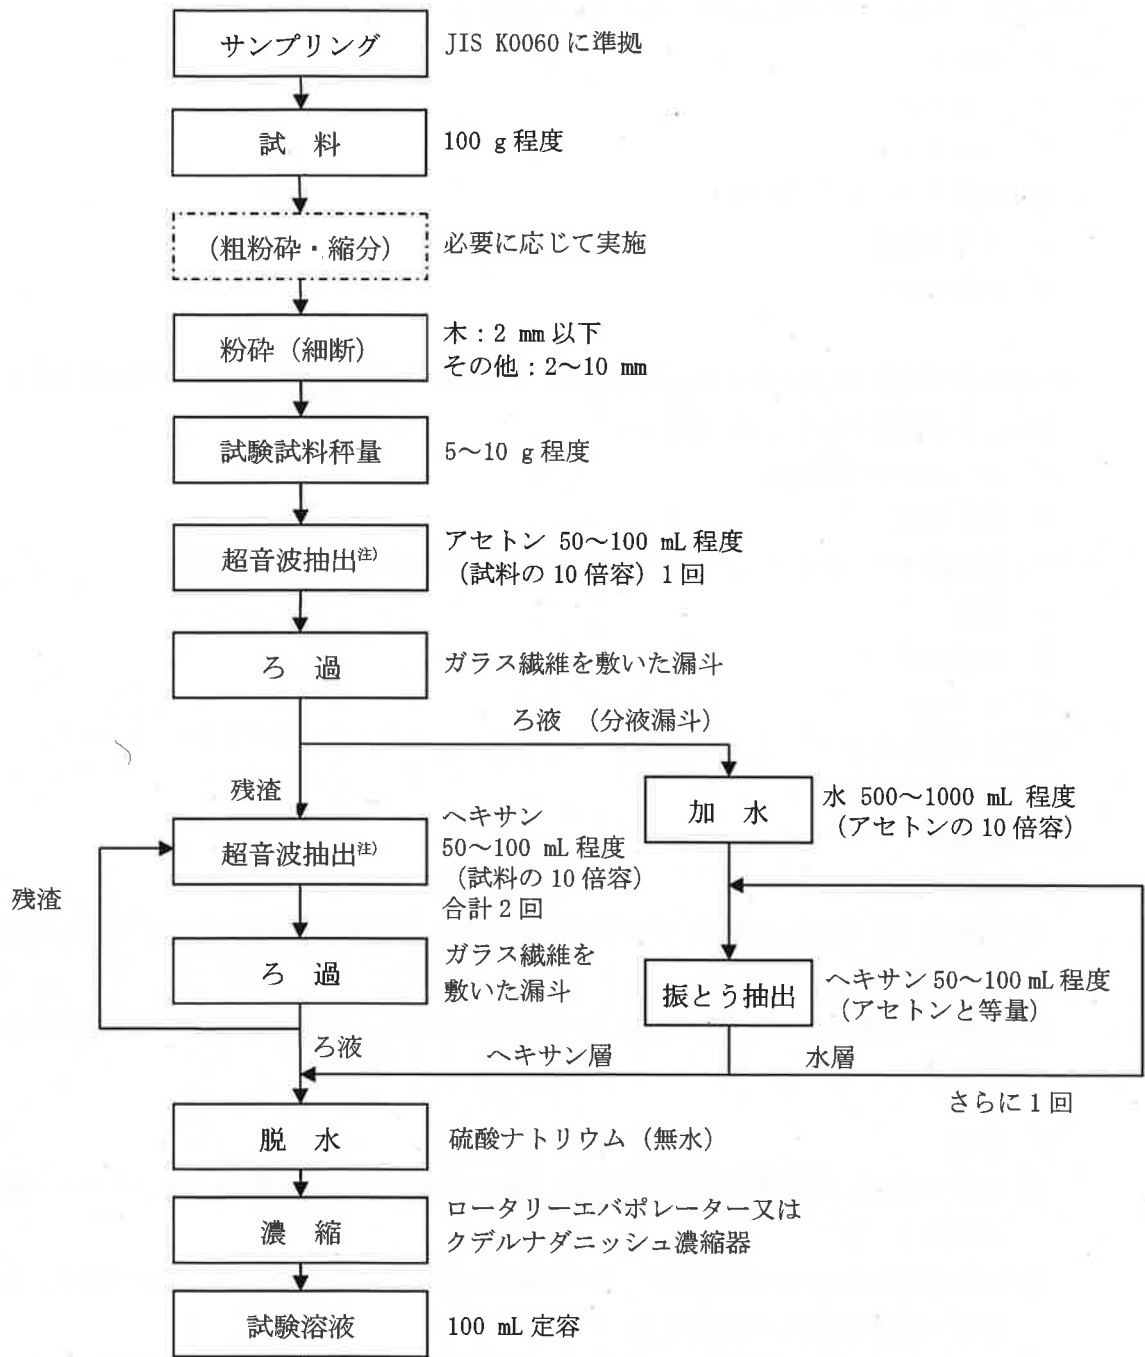 サンプリング
JIS K0060 に準拠
試　料
100 g 程度
(粗粉砕・縮分)
必要に応じて実施
粉砕（細断）
木：2 mm 以下
その他：2～10 mm
試験試料秤量
5～10 g 程度
超音波抽出注)
アセトン 50～100 mL 程度
（試料の 10 倍容）1 回
ろ　過
ガラス繊維を敷いた漏斗
ろ液　（分液漏斗）
残渣
加　水
水 500～1000 mL 程度
（アセトンの 10 倍容）
超音波抽出注)
ヘキサン
50～100 mL 程度
（試料の 10 倍容）
合計 2 回
残渣
ろ　過
ガラス繊維を
敷いた漏斗
振とう抽出
ヘキサン 50～100 mL 程度
（アセトンと等量）
ろ液
ヘキサン層
水層
さらに 1 回
脱　水
硫酸ナトリウム（無水）
濃　縮
ロータリーエバポレーター又は
クデルナダニッシュ濃縮器
試験溶液
100 mL 定容